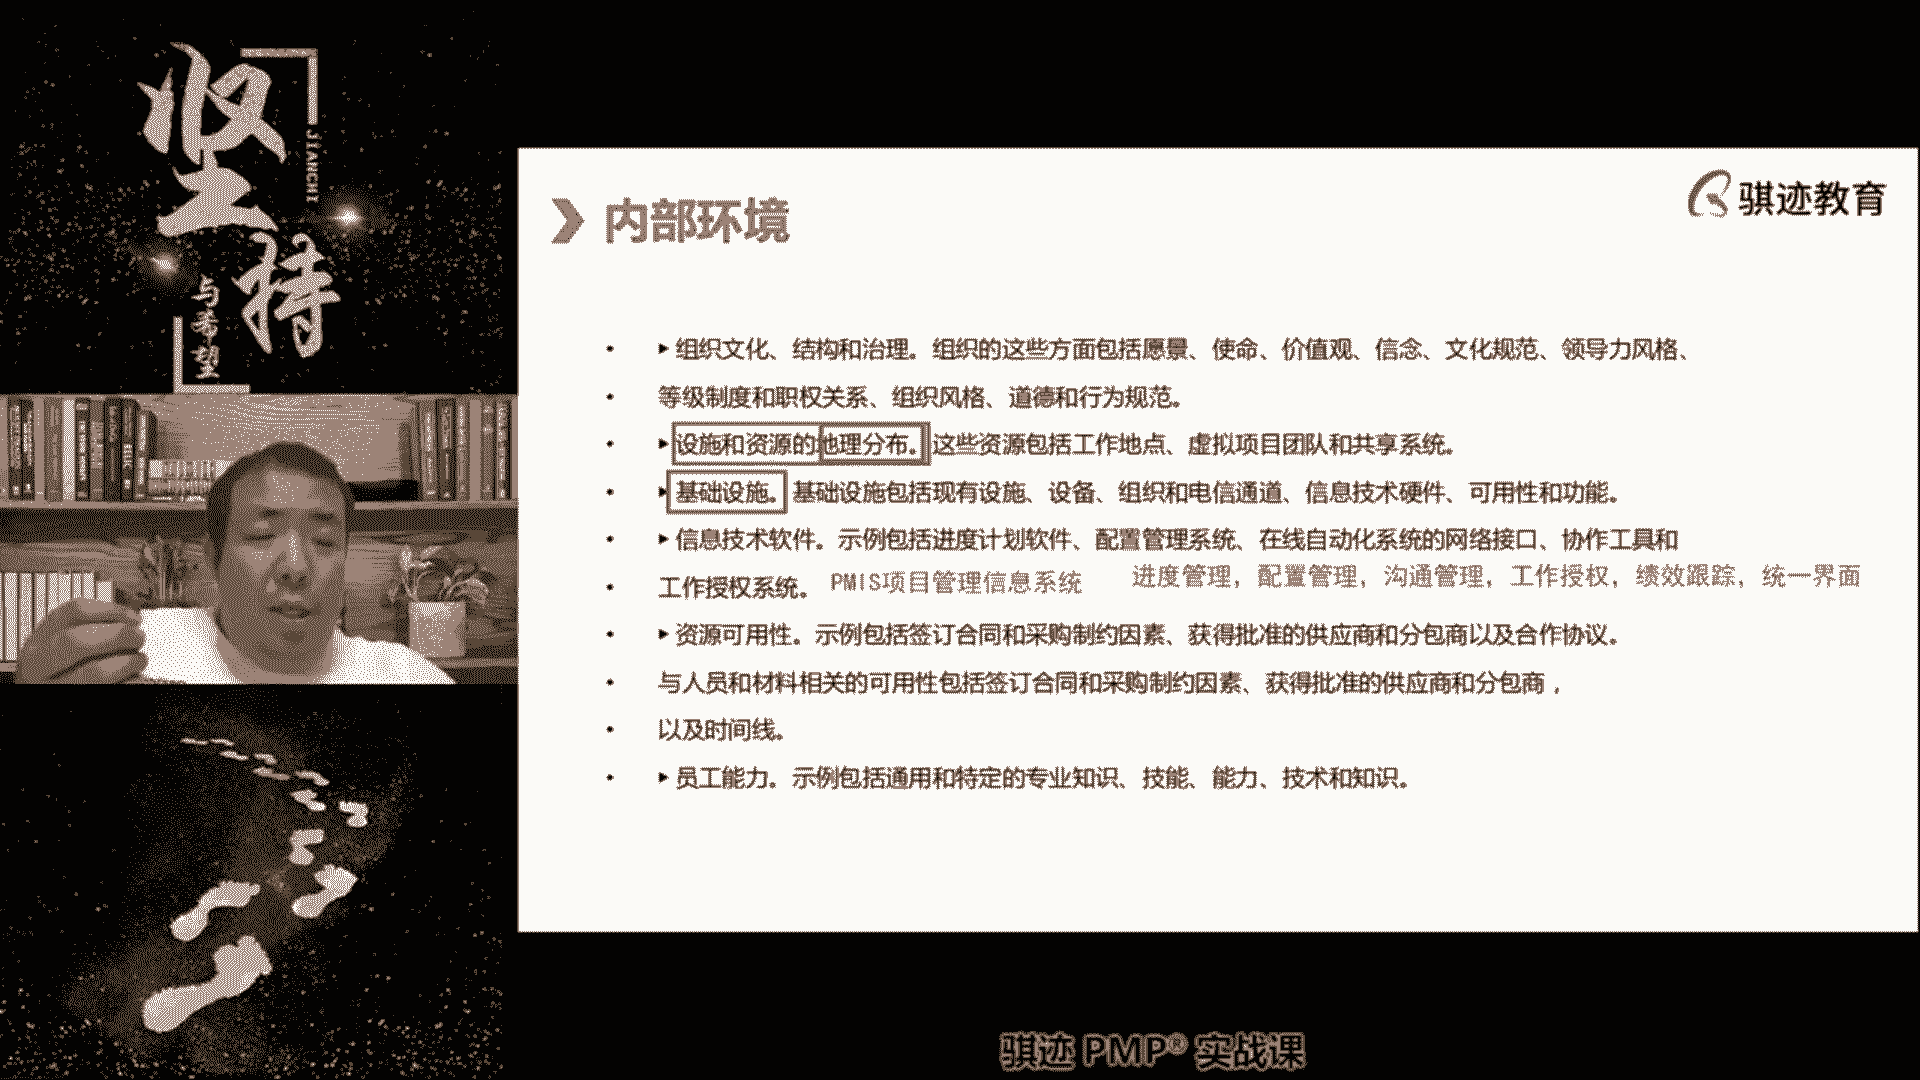 坚持
JIANCHI
与希望
骐迹教育
内部环境
• ▸组织文化、结构和治理。组织的这些方面包括愿景、使命、价值观、信念、文化规范、领导力风格、
• 等级制度和职权关系、组织风格、道德和行为规范。
• ▸设施和资源的地理分布。这些资源包括工作地点、虚拟项目团队和共享系统。
• ▸基础设施。基础设施包括现有设施、设备、组织和电信通道、信息技术硬件、可用性和功能。
• ▸信息技术软件。示例包括进度计划软件、配置管理系统、在线自动化系统的网络接口、协作工具和
• 工作授权系统。 PMIS项目管理信息系统 进度管理，配置管理，沟通管理，工作授权，绩效跟踪，统一界面
• ▸资源可用性。示例包括签订合同和采购制约因素、获得批准的供应商和分包商以及合作协议。
• 与人员和材料相关的可用性包括签订合同和采购制约因素、获得批准的供应商和分包商，
• 以及时间线。
• ▸员工能力。示例包括通用和特定的专业知识、技能、能力、技术和知识。
骐迹 PMP® 实战课